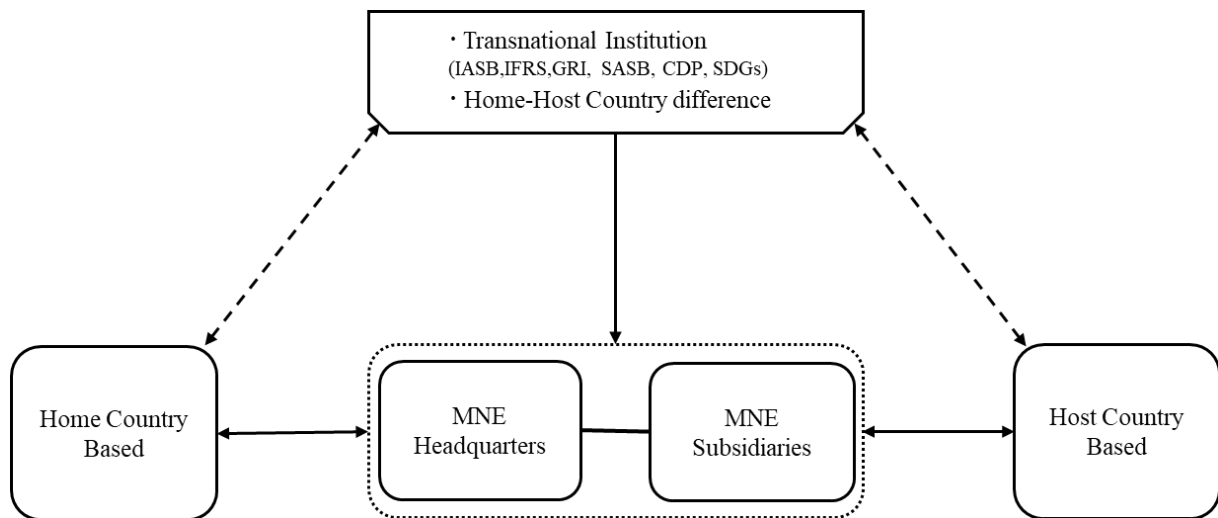 ・Transnational Institution
(IASB,IFRS,GRI, SASB, CDP, SDGs)
・Home-Host Country difference
Home Country
Based
MNE
Headquarters
MNE
Subsidiaries
Host Country
Based